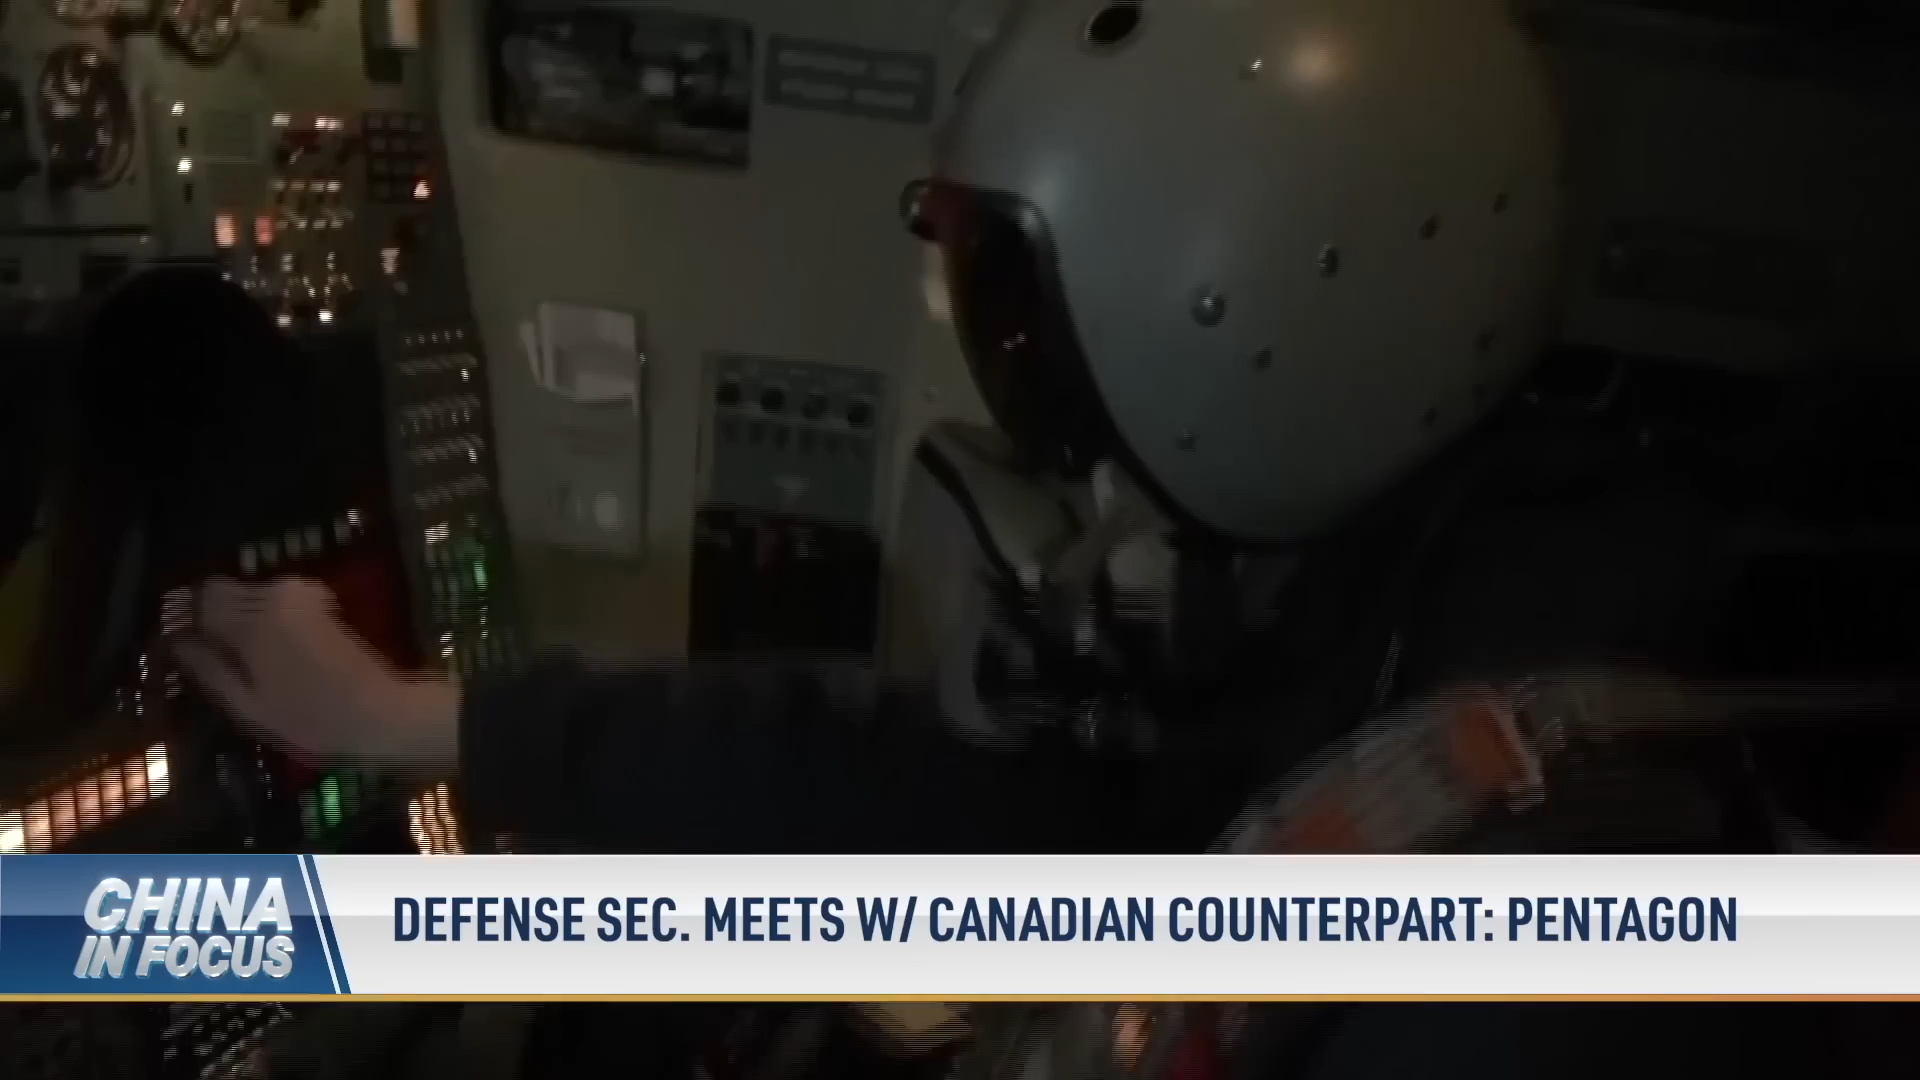 CHINA
IN FOCUS
DEFENSE SEC. MEETS W/ CANADIAN COUNTERPART: PENTAGON